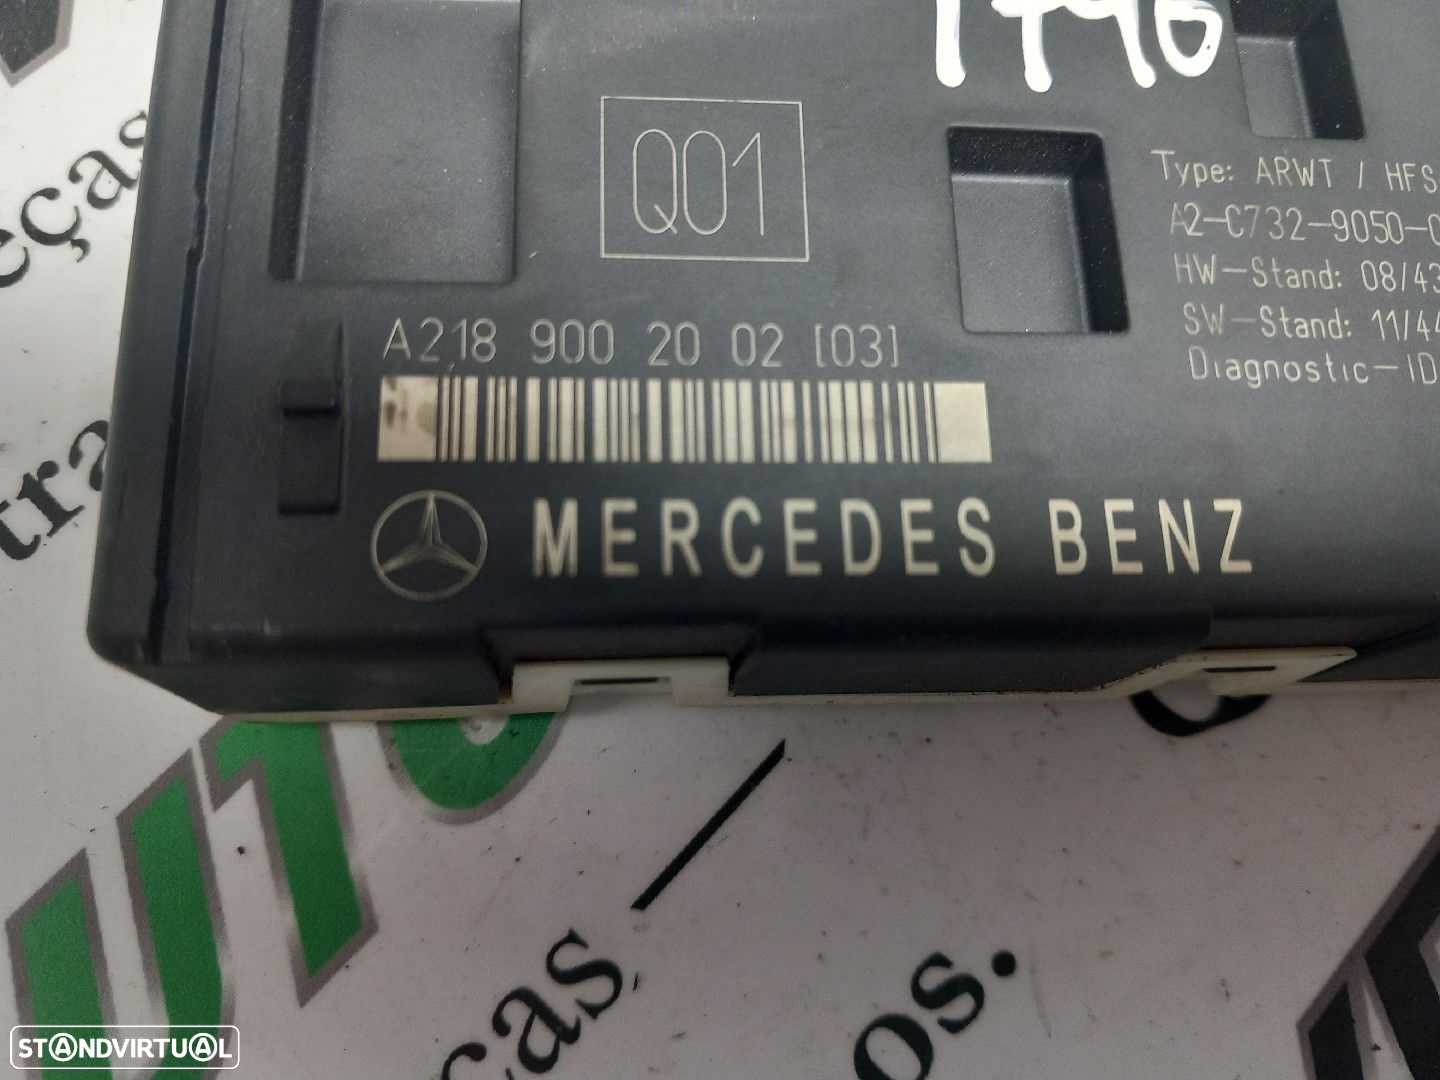 1796
Q01
Type: ARWT / HFS
A2-C732-9050-
HW-Stand: 08/43
SW-Stand: 11/44
Diagnostic-ID
A218 900 20 02 [03]
MERCEDES BENZ
STANDVIRTUAL